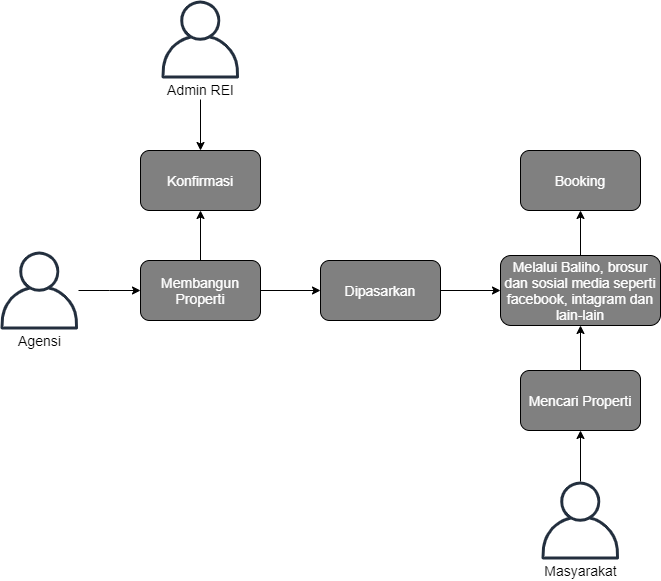 Admin REI
Konfirmasi
Booking
Agensi
Membangun
Properti
Dipasarkan
Melalui Baliho, brosur
dan sosial media seperti
facebook, intagram dan
lain-lain
Mencari Properti
Masyarakat